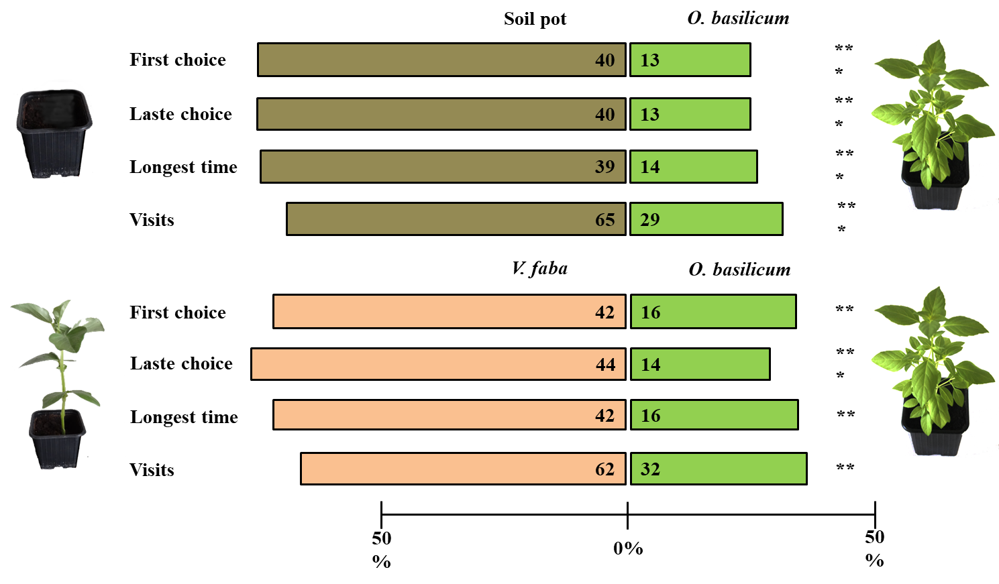 Soil pot O. basilicum
First choice 40 13 **
*
Laste choice 40 13 **
*
Longest time 39 14 **
*
Visits 65 29 **
*
V. faba O. basilicum
First choice 42 16 **
Laste choice 44 14 **
*
Longest time 42 16 **
Visits 62 32 **
50 0% 50
% %